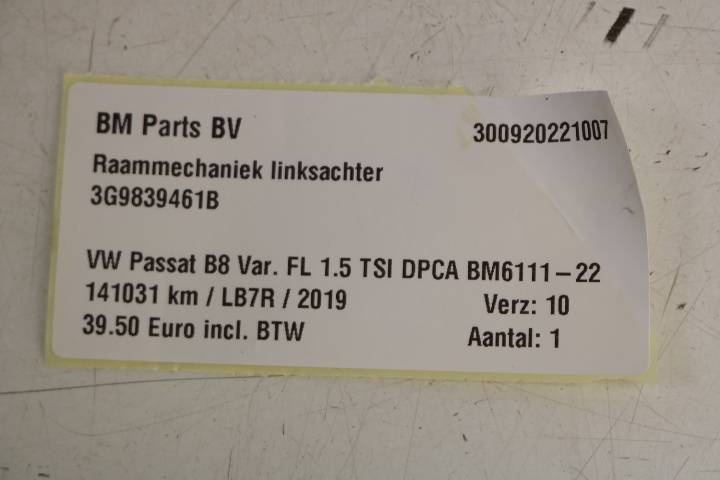 BM Parts BV 300920221007
Raammechaniek linksachter
3G9839461B
VW Passat B8 Var. FL 1.5 TSI DPCA BM6111-22
141031 km / LB7R / 2019 Verz: 10
39.50 Euro incl. BTW Aantal: 1